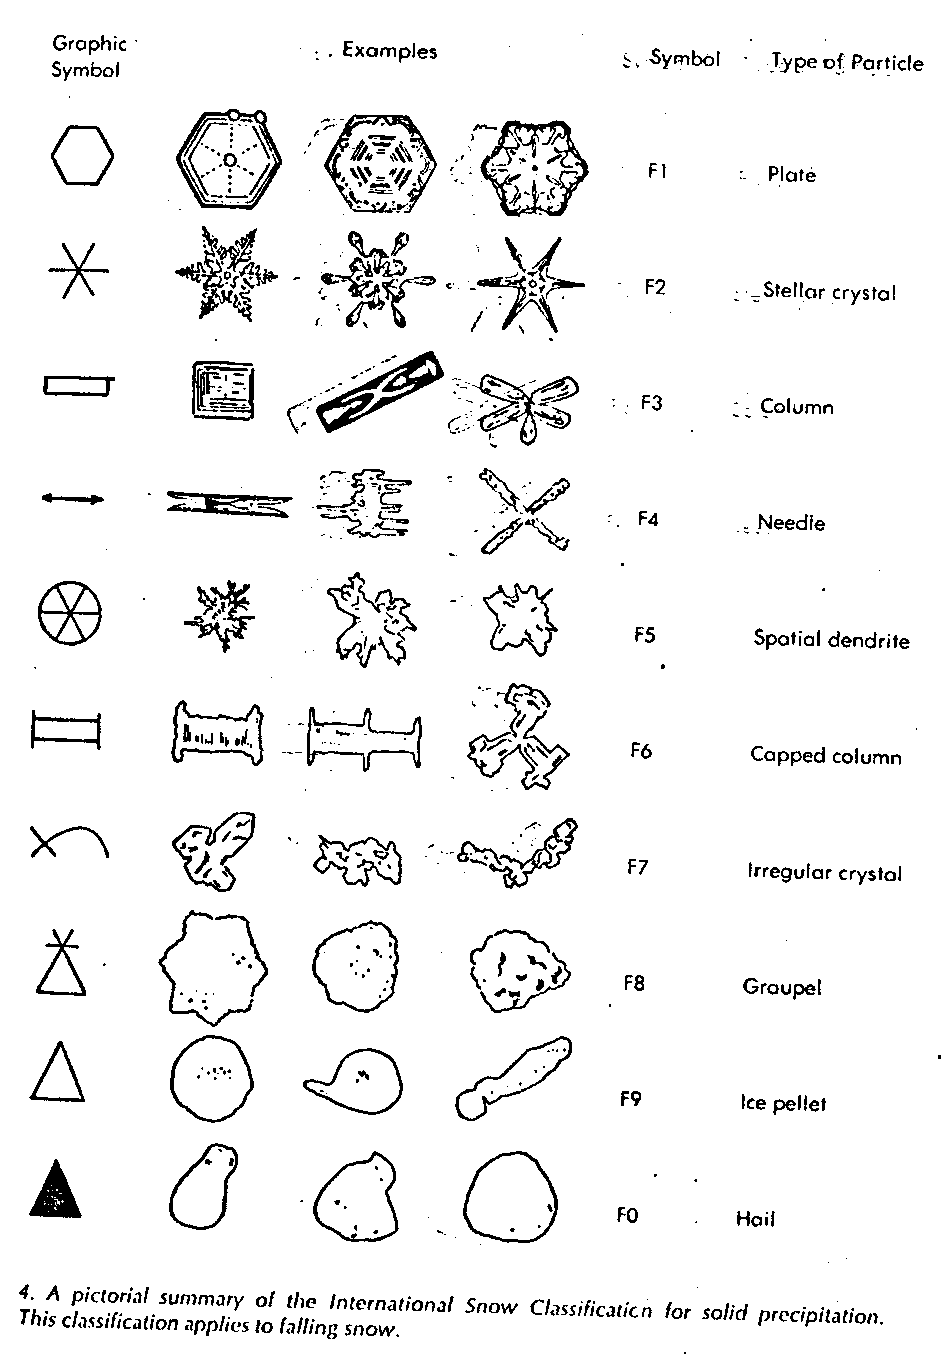 Graphic Symbol Examples Symbol Type of Particle
F1 Plate
F2 Stellar crystal
F3 Column
F4 Needle
F5 Spatial dendrite
F6 Capped column
F7 Irregular crystal
F8 Graupel
F9 Ice pellet
F0 Hail
4. A pictorial summary of the International Snow Classification for solid precipitation.
This classification applies to falling snow.